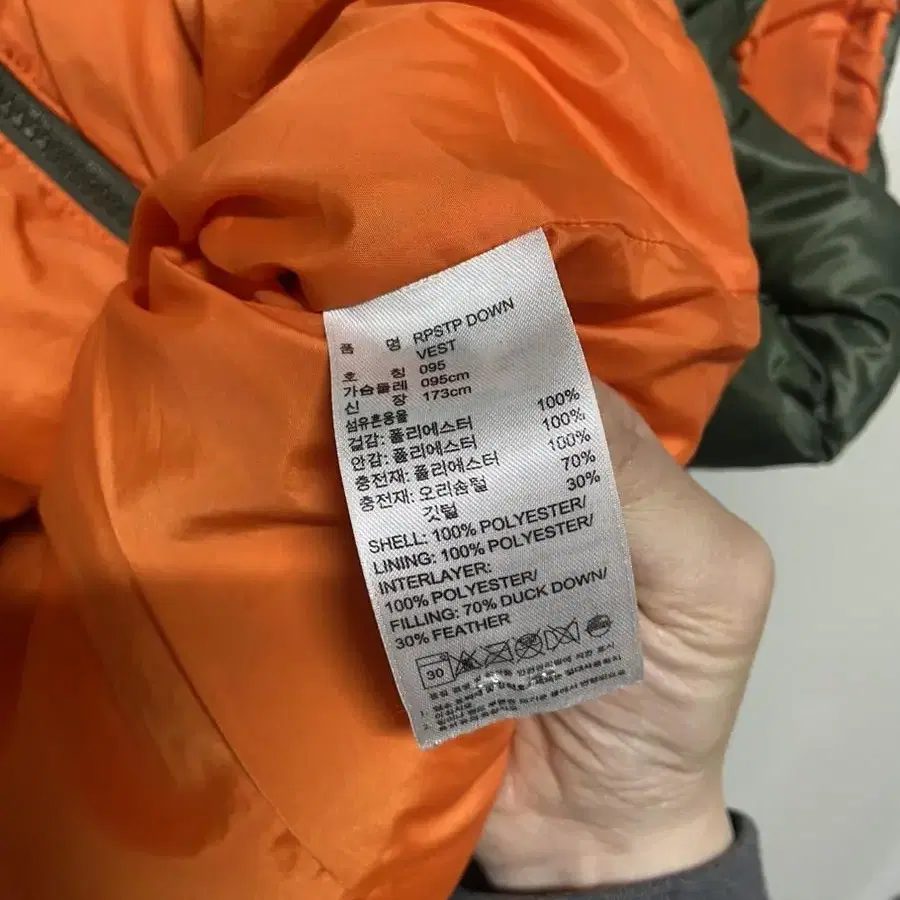 품 명 RPSTP DOWN
VEST
호 칭 095
가슴둘레 095cm
신 장 173cm
섬유혼용율
겉감: 폴리에스터 100%
안감: 폴리에스터 100%
충전재: 폴리에스터 100%
충전재: 오리솜털 70%
깃털 30%
SHELL: 100% POLYESTER/
LINING: 100% POLYESTER/
INTERLAYER:
100% POLYESTER/
FILLING: 70% DUCK DOWN/
30% FEATHER
30